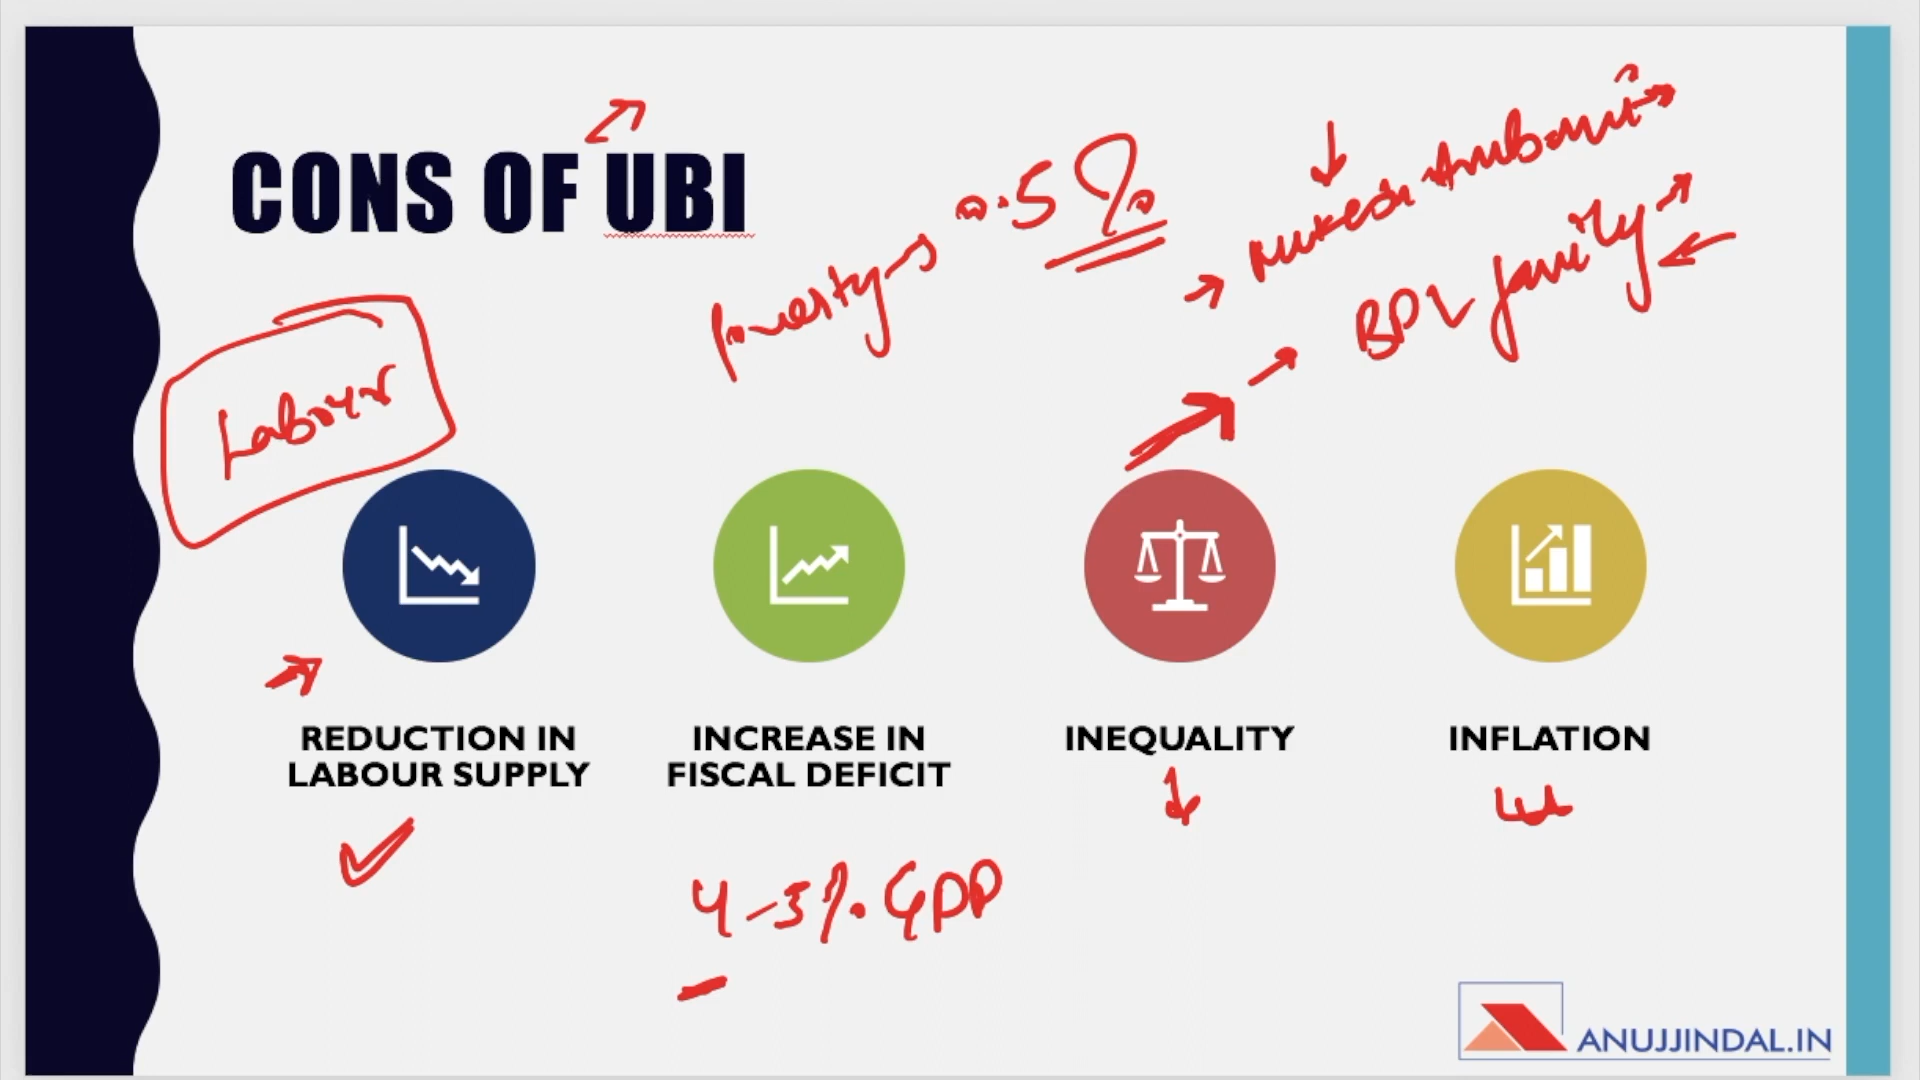 CONS OF UBI
Poverty → 0.5%
Mukesh Ambani
BPL family
Labour
REDUCTION IN
LABOUR SUPPLY
INCREASE IN
FISCAL DEFICIT
INEQUALITY
INFLATION
4-5% GDP
ANUJJINDAL.IN